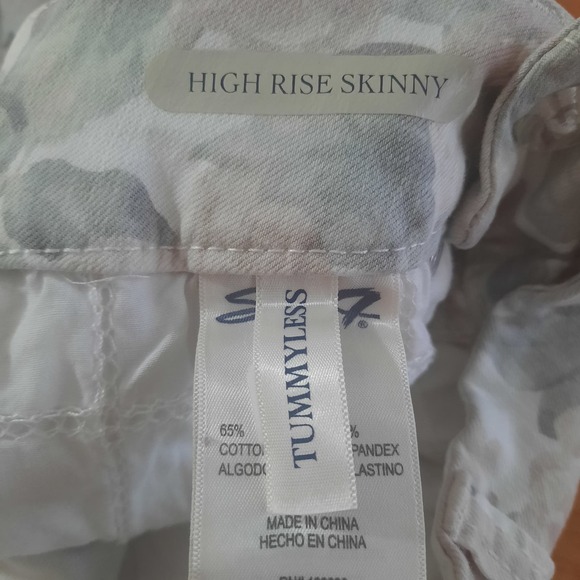 HIGH RISE SKINNY
TUMMYLESS
®
65% %
COTTO PANDEX
ALGODO LASTINO
MADE IN CHINA
HECHO EN CHINA